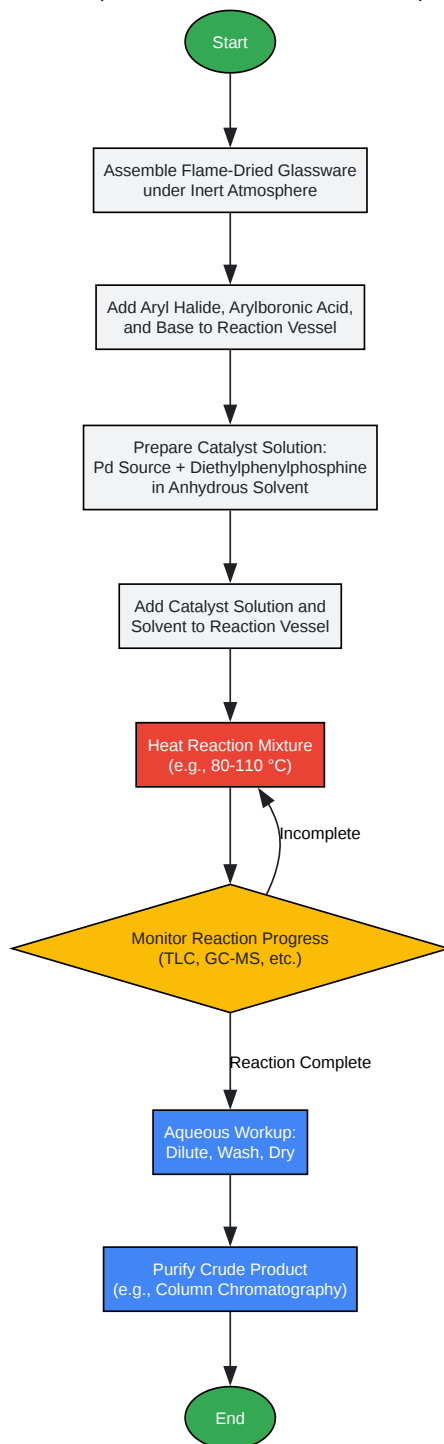 Start
Assemble Flame-Dried Glassware
under Inert Atmosphere
Add Aryl Halide, Arylboronic Acid,
and Base to Reaction Vessel
Prepare Catalyst Solution:
Pd Source + Diethylphenylphosphine
in Anhydrous Solvent
Add Catalyst Solution and
Solvent to Reaction Vessel
Heat Reaction Mixture
(e.g., 80-110 °C)
Incomplete
Monitor Reaction Progress
(TLC, GC-MS, etc.)
Reaction Complete
Aqueous Workup:
Dilute, Wash, Dry
Purify Crude Product
(e.g., Column Chromatography)
End